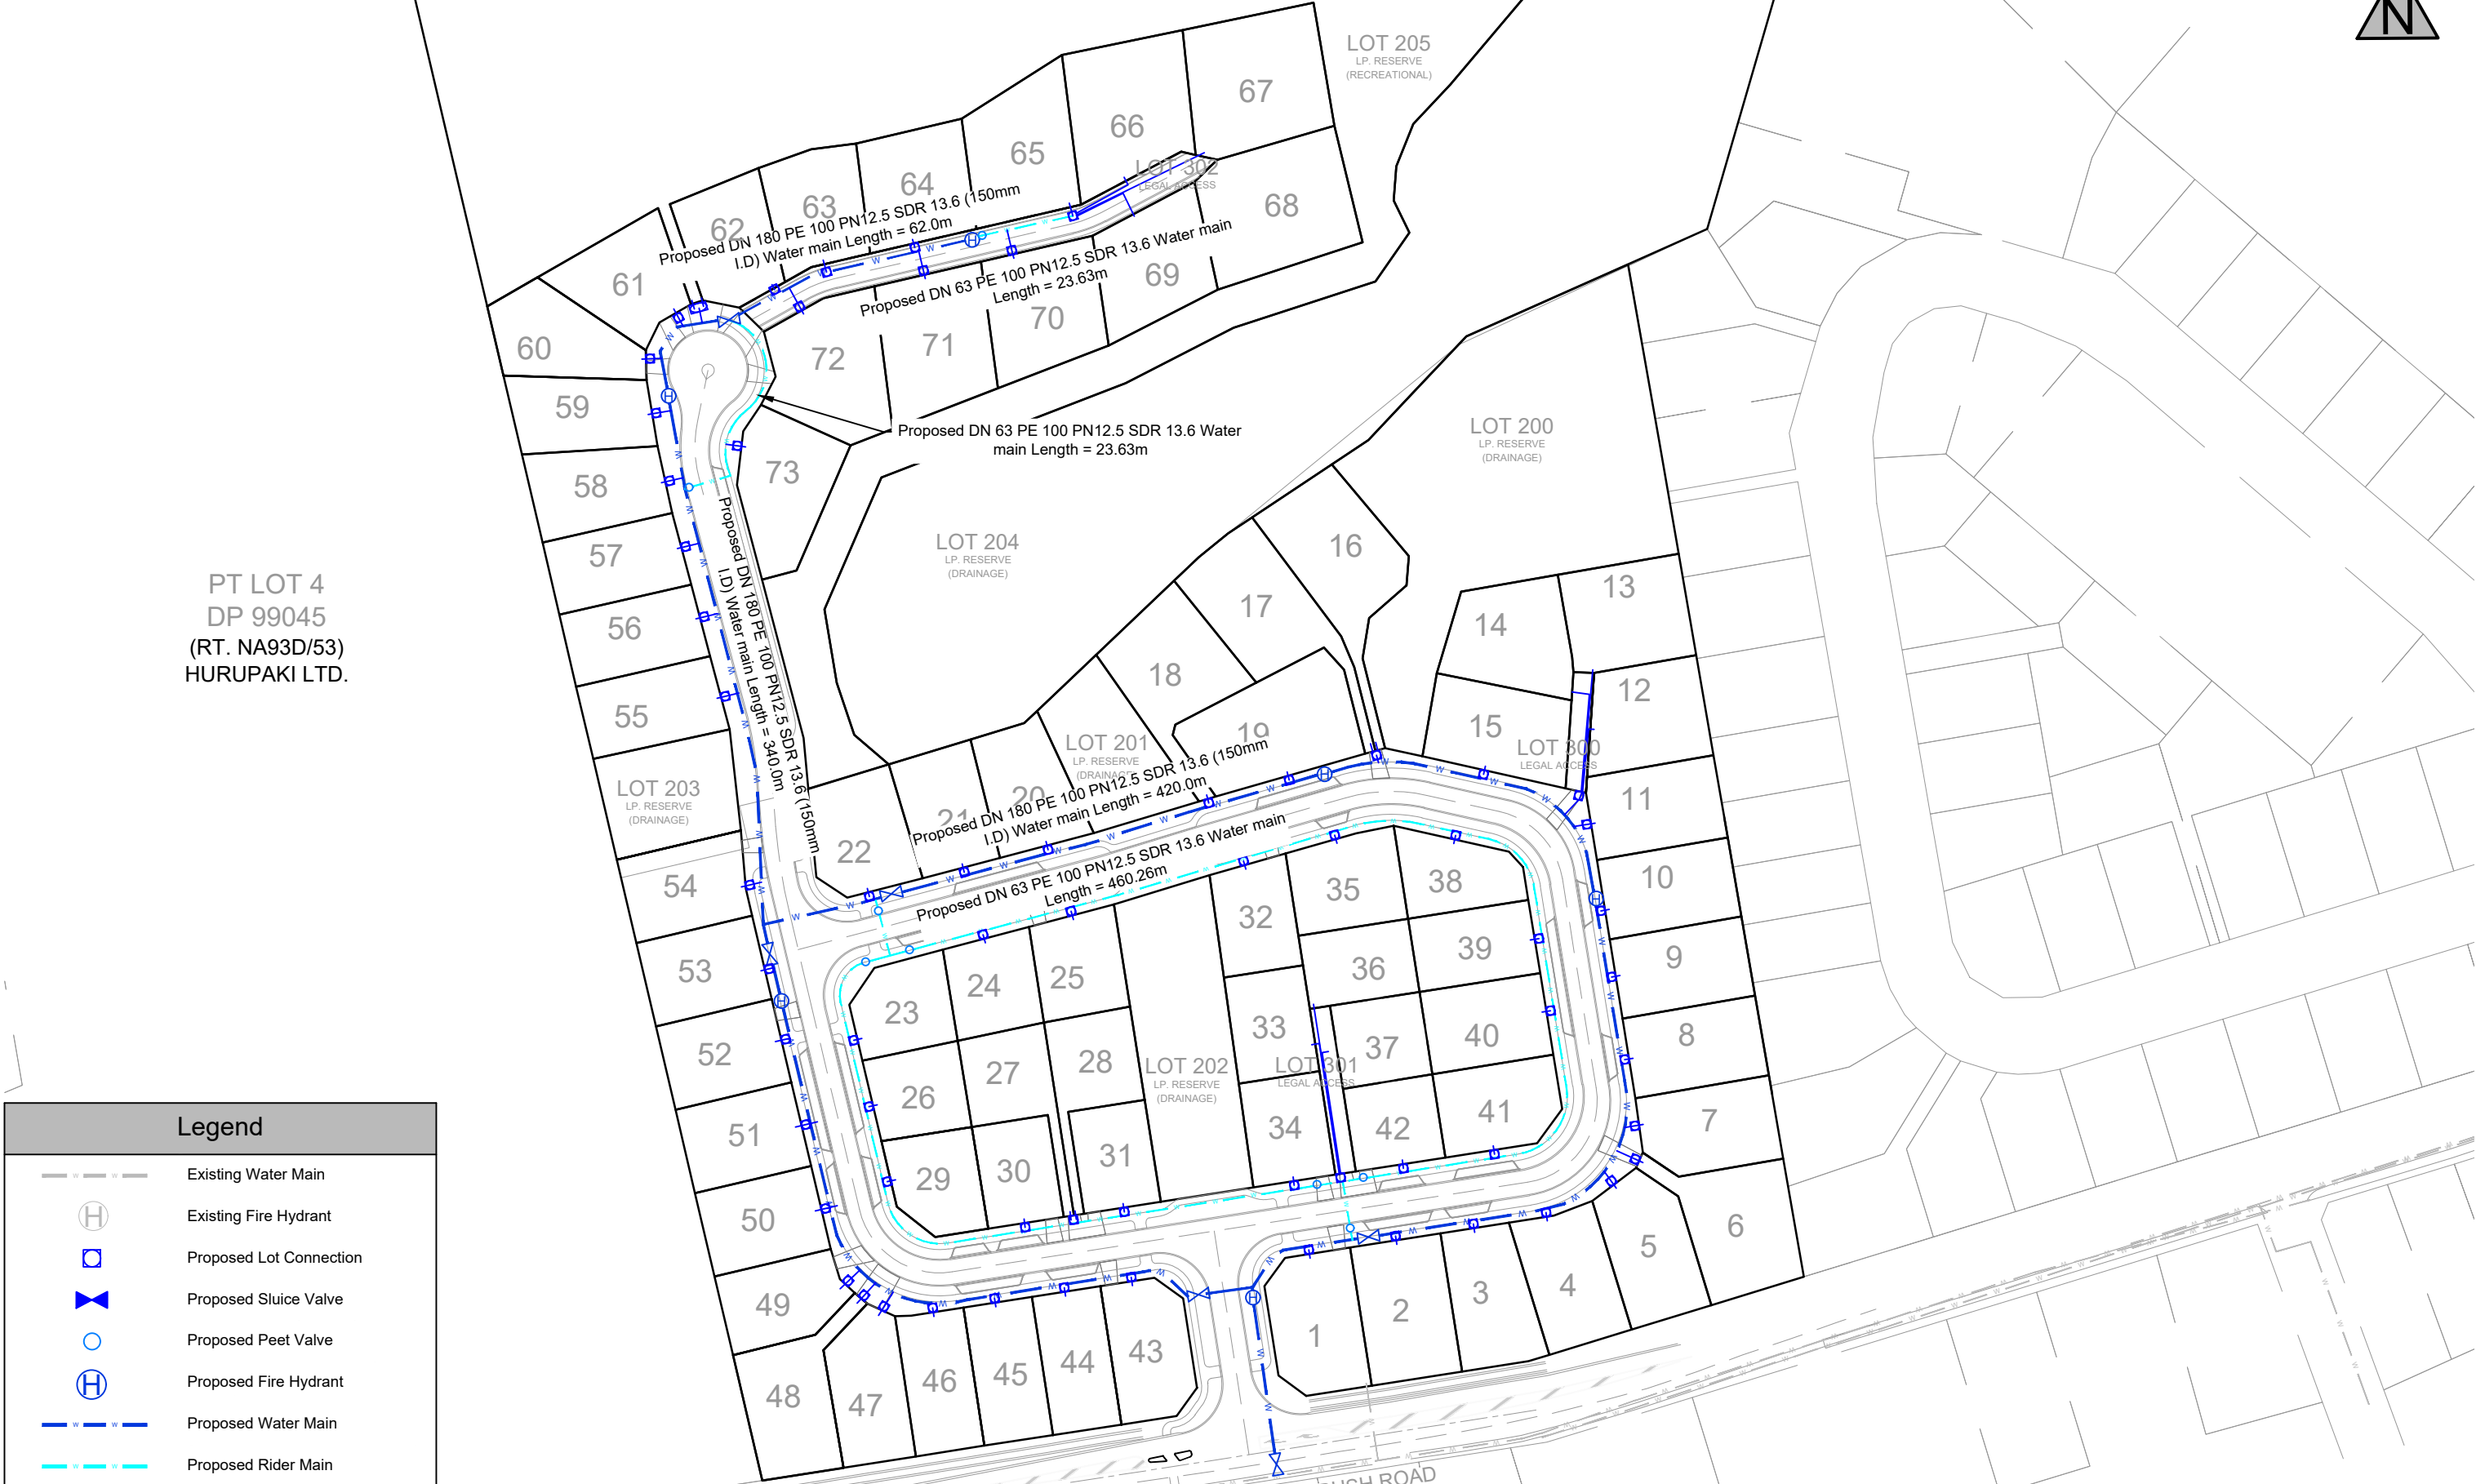 N
LOT 205
LP. RESERVE
(RECREATIONAL)
67
66
65
64
63
62
61
60
59
58
57
56
55
LOT 302
LEGAL ACCESS
68
69
70
71
72
73
Proposed DN 180 PE 100 PN12.5 SDR 13.6 (150mm
I.D) Water main Length = 62.0m
Proposed DN 63 PE 100 PN12.5 SDR 13.6 Water main
Length = 23.63m
Proposed DN 63 PE 100 PN12.5 SDR 13.6 Water
main Length = 23.63m
Proposed DN 180 PE 100 PN12.5 SDR 13.6 (150mm
I.D) Water main Length = 340.0m
LOT 200
LP. RESERVE
(DRAINAGE)
LOT 204
LP. RESERVE
(DRAINAGE)
PT LOT 4
DP 99045
(RT. NA93D/53)
HURUPAKI LTD.
16
17
18
19
14
13
12
15
LOT 300
LEGAL ACCESS
LOT 201
LP. RESERVE
(DRAINAGE)
20
21
22
Proposed DN 180 PE 100 PN12.5 SDR 13.6 (150mm
I.D) Water main Length = 420.0m
Proposed DN 63 PE 100 PN12.5 SDR 13.6 Water main
Length = 460.26m
LOT 203
LP. RESERVE
(DRAINAGE)
54
53
52
51
50
49
48
47
46
45
44
43
11
10
9
8
7
6
5
4
3
2
1
23
24
25
26
27
28
29
30
31
LOT 202
LP. RESERVE
(DRAINAGE)
32
33
34
35
36
37
38
39
40
41
42
LOT 301
LEGAL ACCESS
ROAD
Legend
Existing Water Main
H Existing Fire Hydrant
Proposed Lot Connection
Proposed Sluice Valve
Proposed Peet Valve
H Proposed Fire Hydrant
w w Proposed Water Main
w w Proposed Rider Main